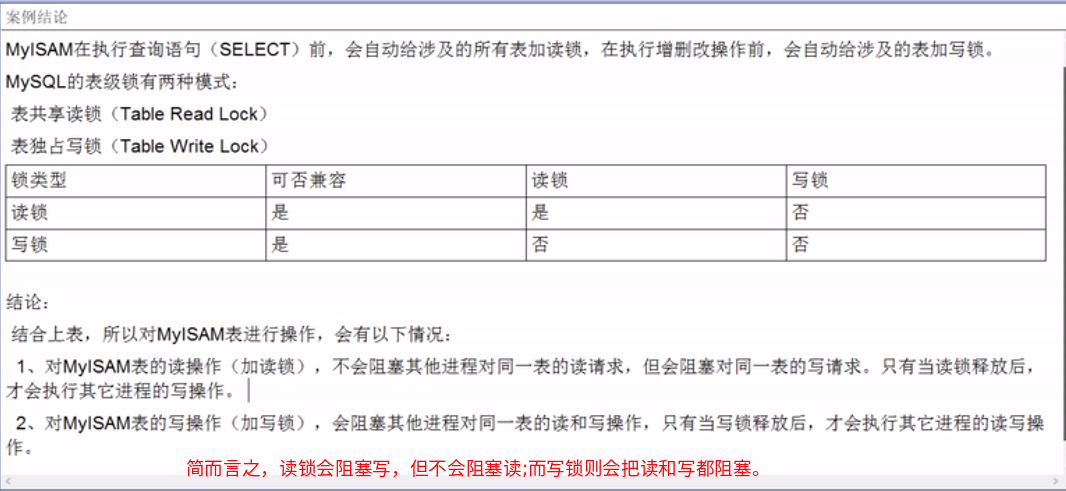 案例结论
MyISAM在执行查询语句（SELECT）前，会自动给涉及的所有表加读锁，在执行增删改操作前，会自动给涉及的表加写锁。
MySQL的表级锁有两种模式：
表共享读锁（Table Read Lock）
表独占写锁（Table Write Lock）
锁类型 可否兼容 读锁 写锁
读锁 是 是 否
写锁 是 否 否
结论：
结合上表，所以对MyISAM表进行操作，会有以下情况：
1、对MyISAM表的读操作（加读锁），不会阻塞其他进程对同一表的读请求，但会阻塞对同一表的写请求。只有当读锁释放后，
才会执行其它进程的写操作。
2、对MyISAM表的写操作（加写锁），会阻塞其他进程对同一表的读和写操作，只有当写锁释放后，才会执行其它进程的读写操
作。
简而言之，读锁会阻塞写，但不会阻塞读;而写锁则会把读和写都阻塞。